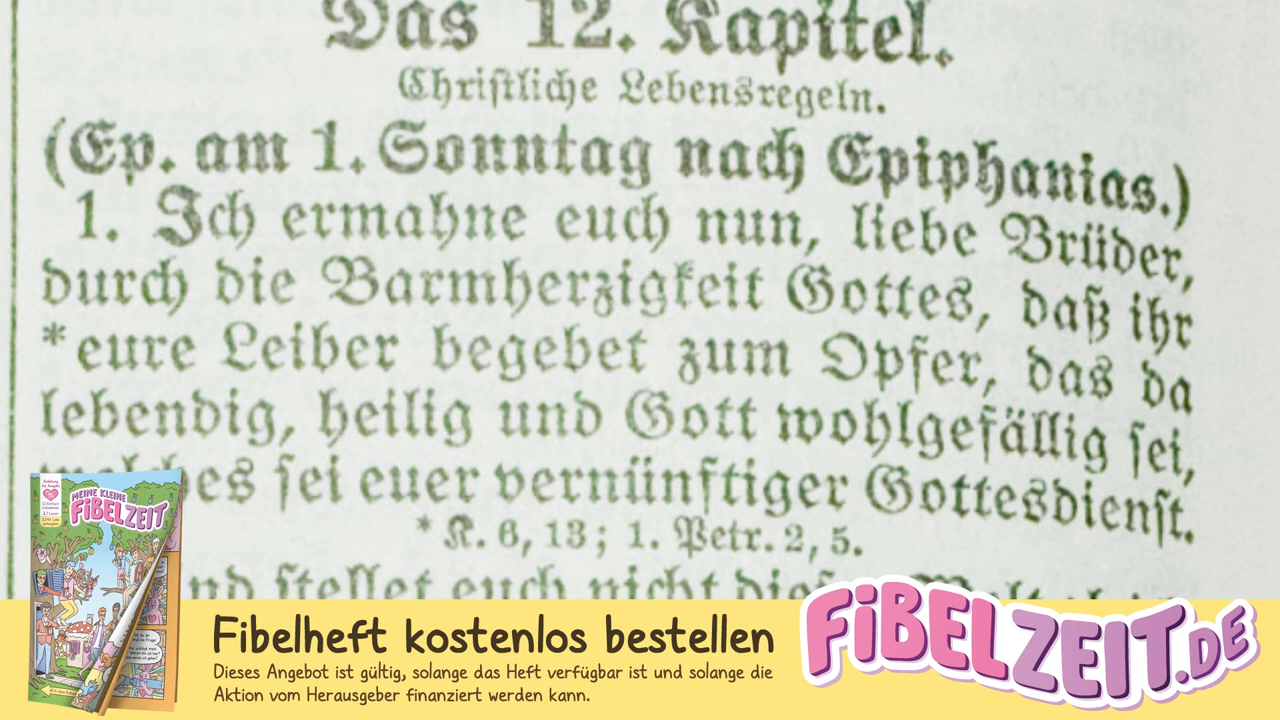 Das 12. Kapitel.
Christliche Lebensregeln.
(Ep. am 1. Sonntag nach Epiphanias.)
1. Ich ermahne euch nun, liebe Brüder,
durch die Barmherzigkeit Gottes, daß ihr
*eure Leiber begebet zum Opfer, das da
lebendig, heilig und Gott wohlgefällig sei,
sei euer vernünftiger Gottesdienst.
* K. 6, 13; 1. Petr. 2, 5.
stellet euch nicht
MEINE KLEINE
FiBELZEIT
Fibelheft kostenlos bestellen
Dieses Angebot ist gültig, solange das Heft verfügbar ist und solange die
Aktion vom Herausgeber finanziert werden kann.
FiBELZEIT.DE